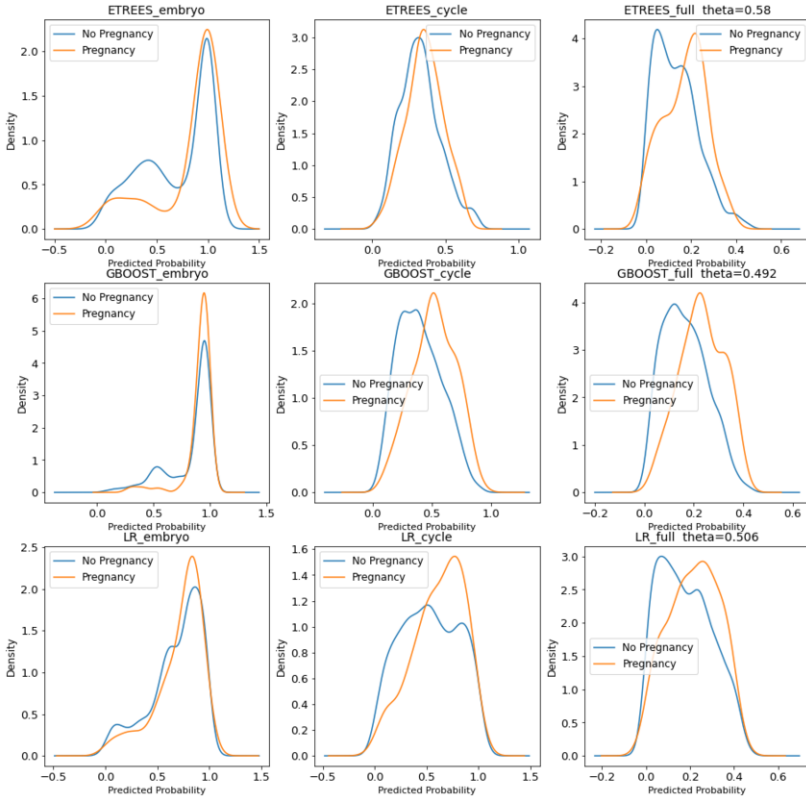 ETREES_embryo
ETREES_cycle
ETREES_full theta=0.58
No Pregnancy
Pregnancy
No Pregnancy
Pregnancy
No Pregnancy
Pregnancy
Density
Density
Density
2.0
1.5
1.0
0.5
0.0
3.0
2.5
2.0
1.5
1.0
0.5
0.0
4
3
2
1
0
−0.5 0.0 0.5 1.0 1.5
0.0 0.5 1.0
−0.2 0.0 0.2 0.4 0.6
Predicted Probability
Predicted Probability
Predicted Probability
GBOOST_embryo
GBOOST_cycle
GBOOST_full theta=0.492
No Pregnancy
Pregnancy
No Pregnancy
Pregnancy
No Pregnancy
Pregnancy
Density
Density
Density
6
5
4
3
2
1
0
2.0
1.5
1.0
0.5
0.0
4
3
2
1
0
0.0 0.5 1.0 1.5
0.0 0.5 1.0
−0.2 0.0 0.2 0.4 0.6
Predicted Probability
Predicted Probability
Predicted Probability
LR_embryo
LR_cycle
LR_full theta=0.506
No Pregnancy
Pregnancy
No Pregnancy
Pregnancy
No Pregnancy
Pregnancy
Density
Density
Density
2.5
2.0
1.5
1.0
0.5
0.0
1.6
1.4
1.2
1.0
0.8
0.6
0.4
0.2
0.0
3.0
2.5
2.0
1.5
1.0
0.5
0.0
−0.5 0.0 0.5 1.0 1.5
−0.5 0.0 0.5 1.0 1.5
−0.2 0.0 0.2 0.4 0.6
Predicted Probability
Predicted Probability
Predicted Probability